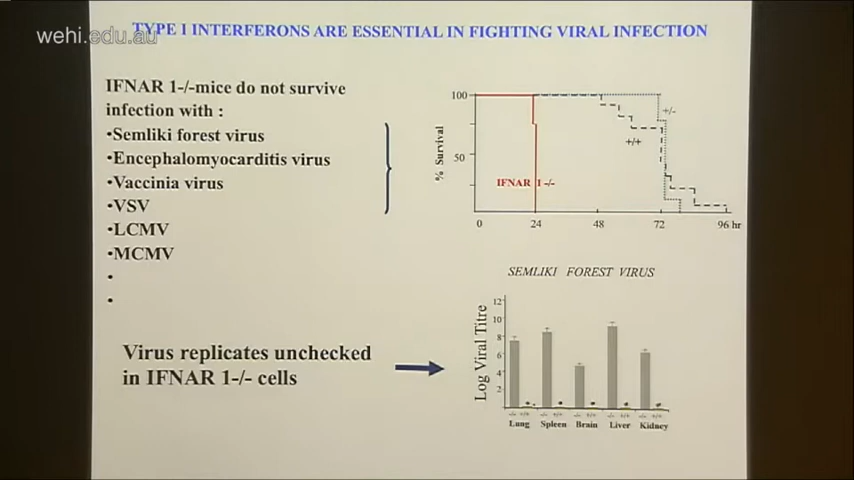 wehi.edu.au
TYPE I INTERFERONS ARE ESSENTIAL IN FIGHTING VIRAL INFECTION
IFNAR 1-/-mice do not survive
infection with :
•Semliki forest virus
•Encephalomyocarditis virus
•Vaccinia virus
•VSV
•LCMV
•MCMV
•
•
Virus replicates unchecked
in IFNAR 1-/- cells
% Survival
100
50
+/-
+/+
IFNAR 1 -/-
0 24 48 72 96 hr
SEMLIKI FOREST VIRUS
Log Viral Titre
12
10
8
6
4
2
-/- +/+ -/- +/+ -/- +/+ -/- +/+ -/- +/+
Lung Spleen Brain Liver Kidney